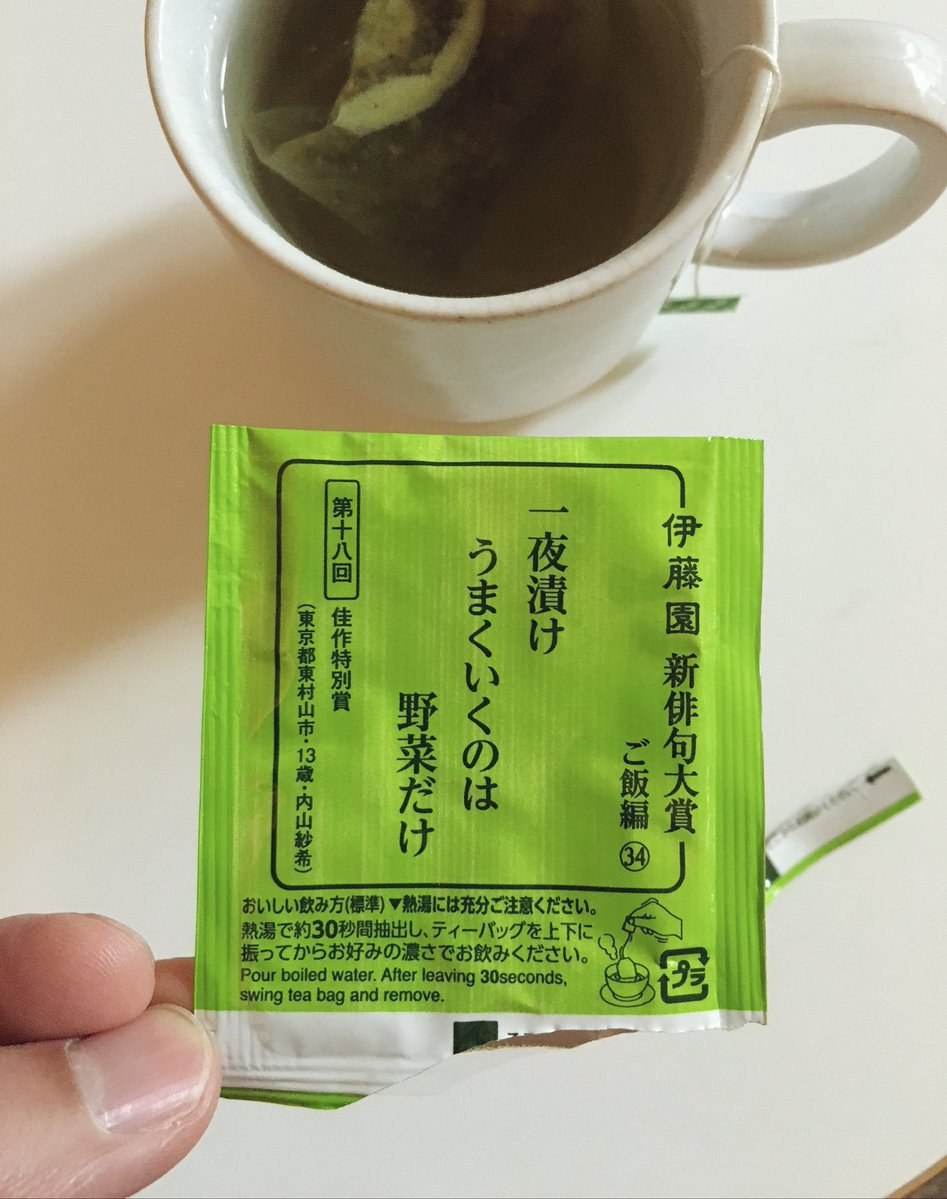 伊藤園 新俳句大賞
ご飯編 ㉞
一夜漬け
うまくいくのは
野菜だけ
第十八回 佳作特別賞
(東京都東村山市・13歳・内山紗希)
おいしい飲み方(標準)▼熱湯には充分ご注意ください。
熱湯で約30秒間抽出し、ティーバッグを上下に
振ってからお好みの濃さでお飲みください。
Pour boiled water. After leaving 30seconds,
swing tea bag and remove.
プラ